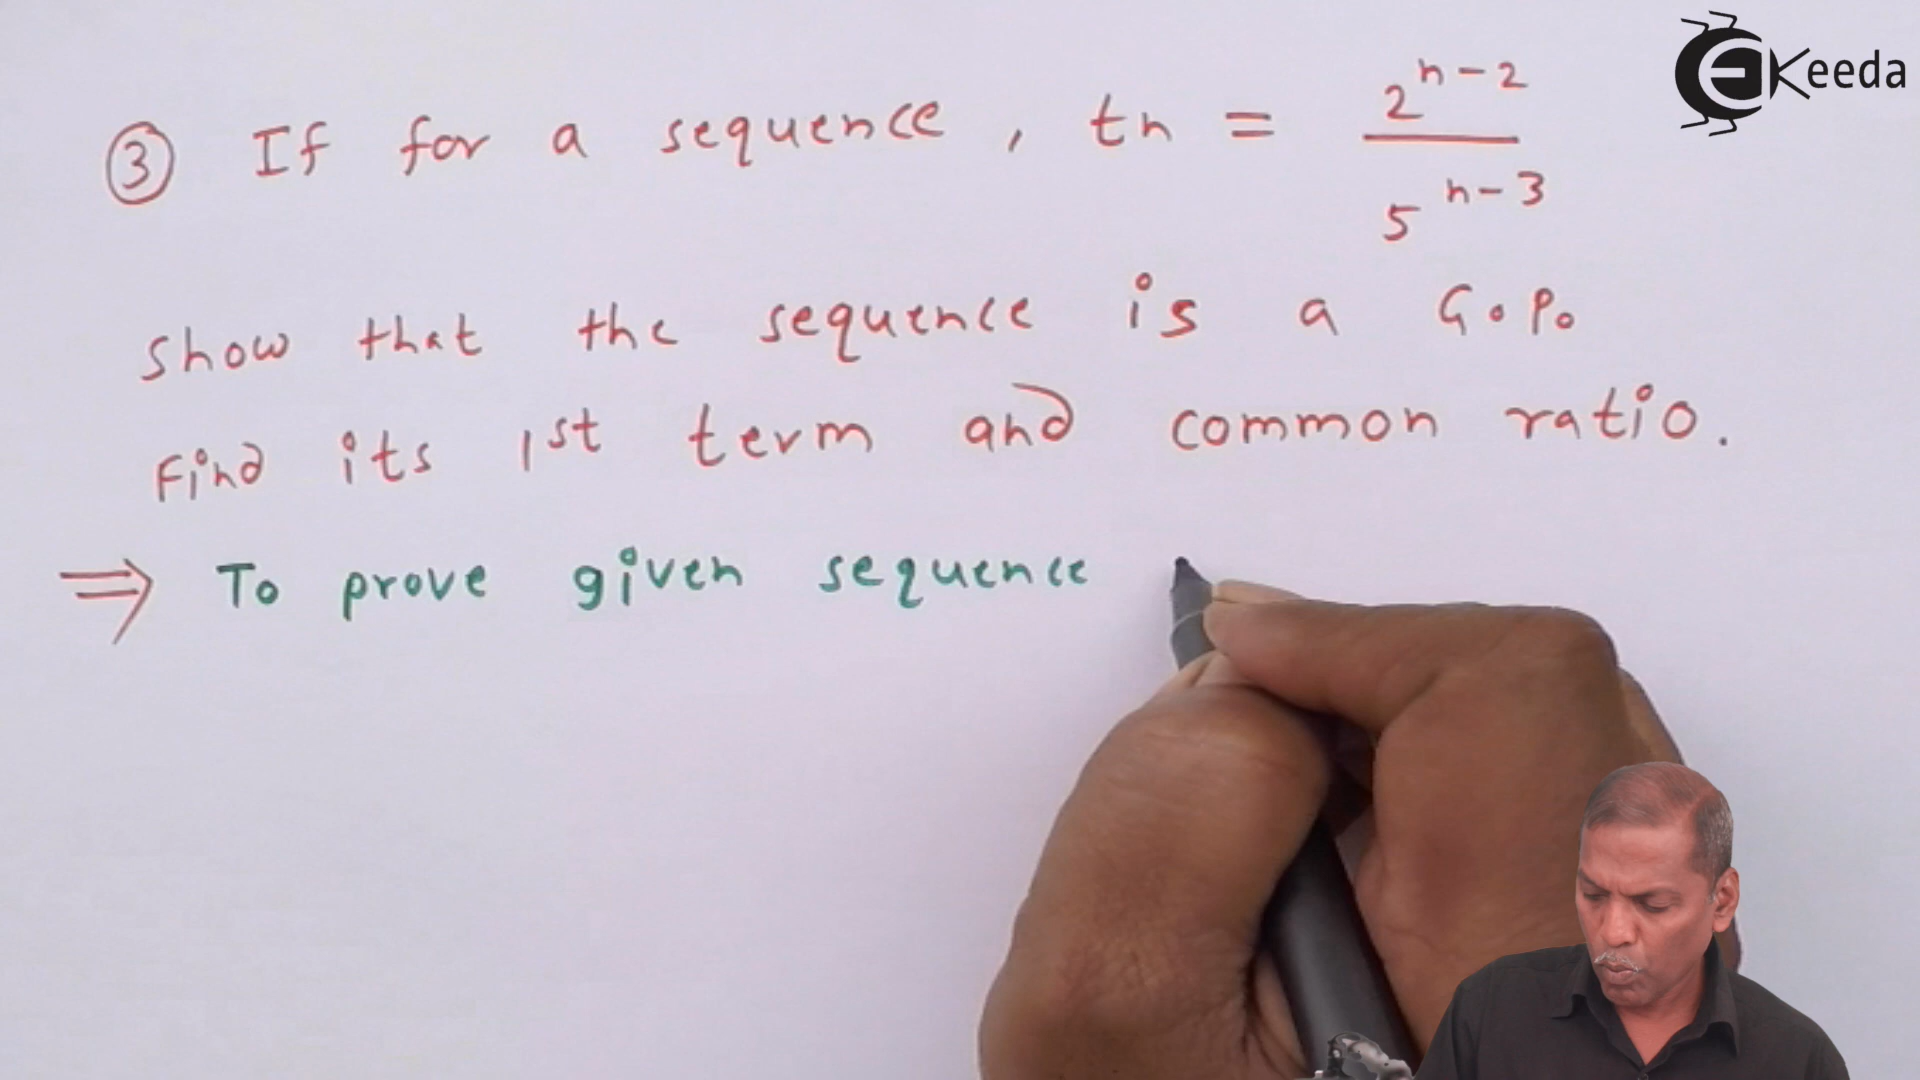 EKeeda
③ If for a sequence , tn = 2^(n-2) / 5^(n-3)
show that the sequence is a G.P.
Find its 1st term and common ratio.
⇒ To prove given sequence